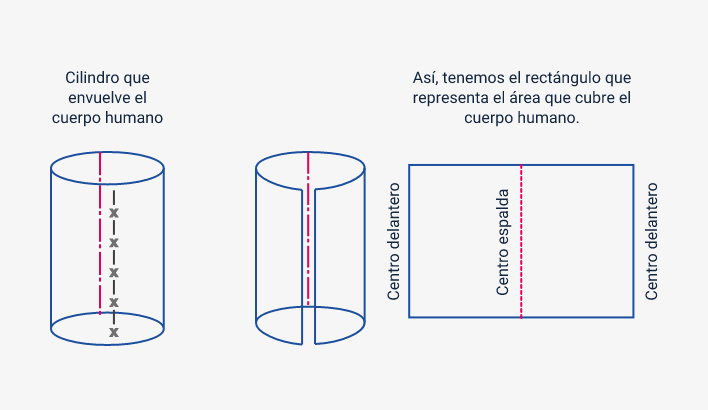 Cilindro que
envuelve el
cuerpo humano
x
x
x
x
x
Así, tenemos el rectángulo que
representa el área que cubre el
cuerpo humano.
Centro delantero
Centro espalda
Centro delantero